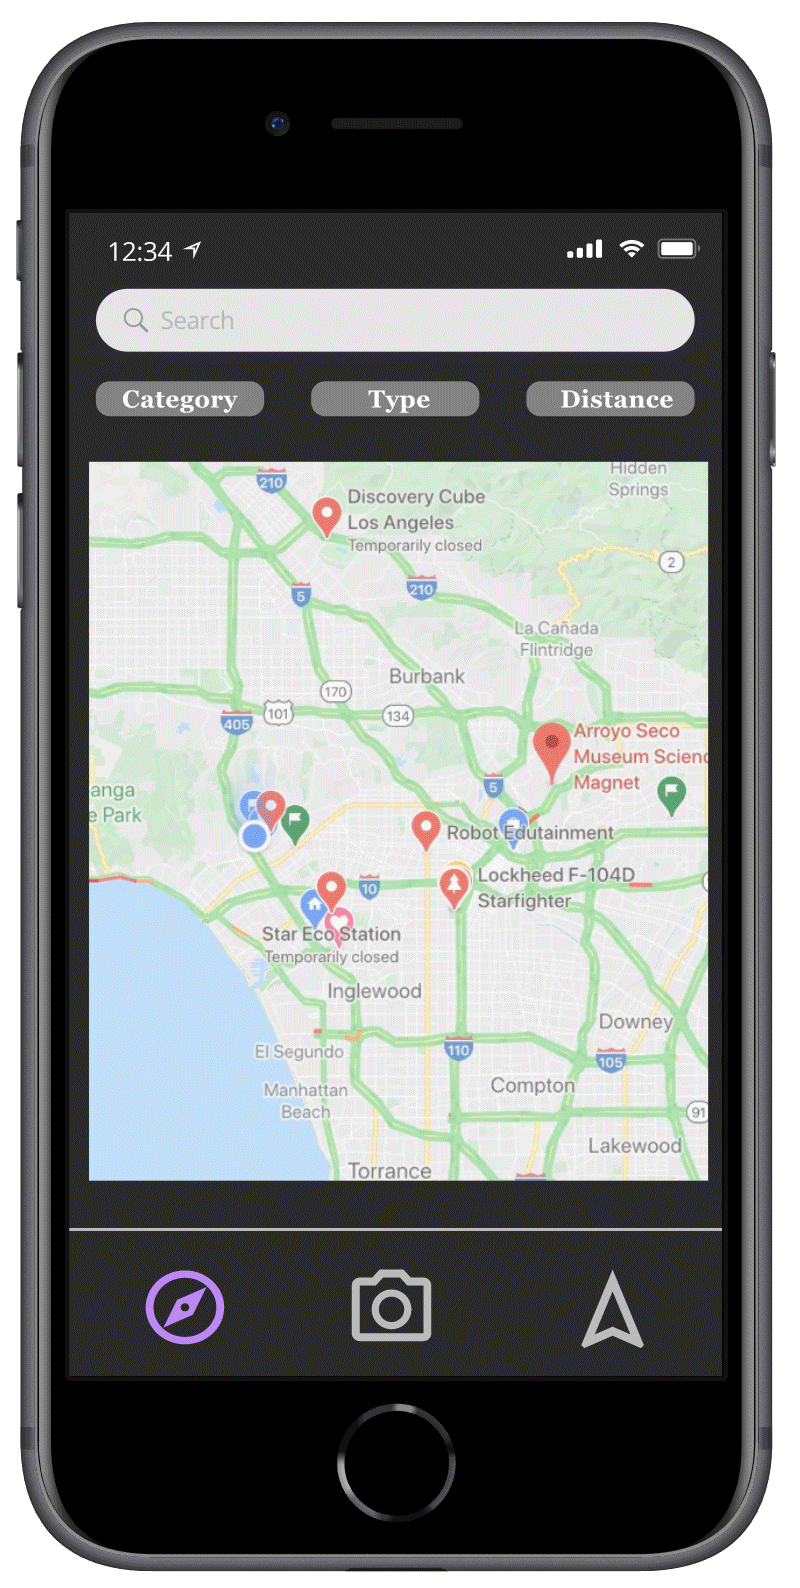 12:34
Search
Category Type Distance
Hidden
Springs
210
Discovery Cube
Los Angeles
Temporarily closed
2
210
5
La Cañada
Flintridge
Burbank
170
101
134
405
Arroyo Seco
Museum Scienc
Magnet
5
anga
e Park
Robot Edutainment
Lockheed F-104D
Starfighter
10
Star Eco Station
Temporarily closed
Inglewood
Downey
El Segundo
110
105
Manhattan
Beach
Compton
91
Lakewood
Torrance